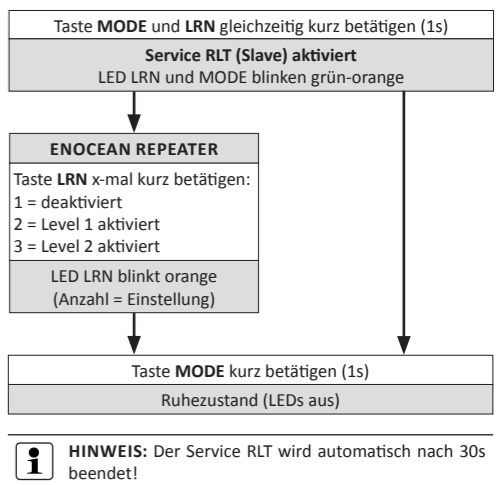 Taste MODE und LRN gleichzeitig kurz betätigen (1s)
Service RLT (Slave) aktiviert
LED LRN und MODE blinken grün-orange
ENOCEAN REPEATER
Taste LRN x-mal kurz betätigen:
1 = deaktiviert
2 = Level 1 aktiviert
3 = Level 2 aktiviert
LED LRN blinkt orange
(Anzahl = Einstellung)
Taste MODE kurz betätigen (1s)
Ruhezustand (LEDs aus)
HINWEIS: Der Service RLT wird automatisch nach 30s
beendet!